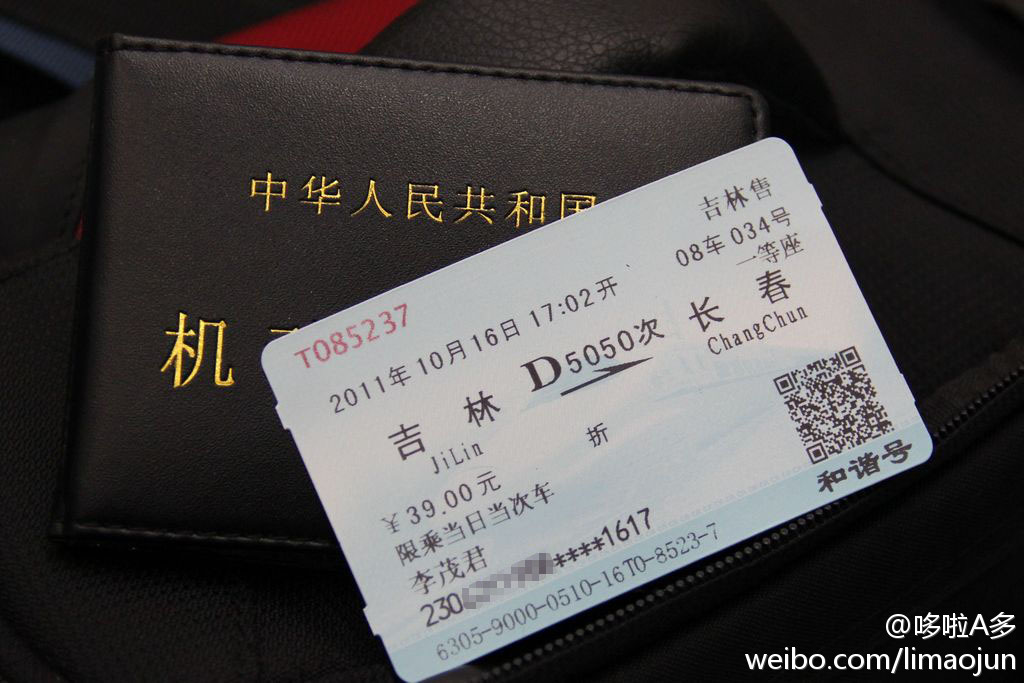 中华人民共和国
机
T085237
吉林售
2011年10月16日 17:02开
08车 034号
一等座
吉 林
D5050次
长 春
JiLin
ChangChun
￥39.00元
折
限乘当日当次车
和谐号
李茂君
230 ****1617
6305-9000-0510-16T0-8523-7
@哆啦A多
weibo.com/limaojun